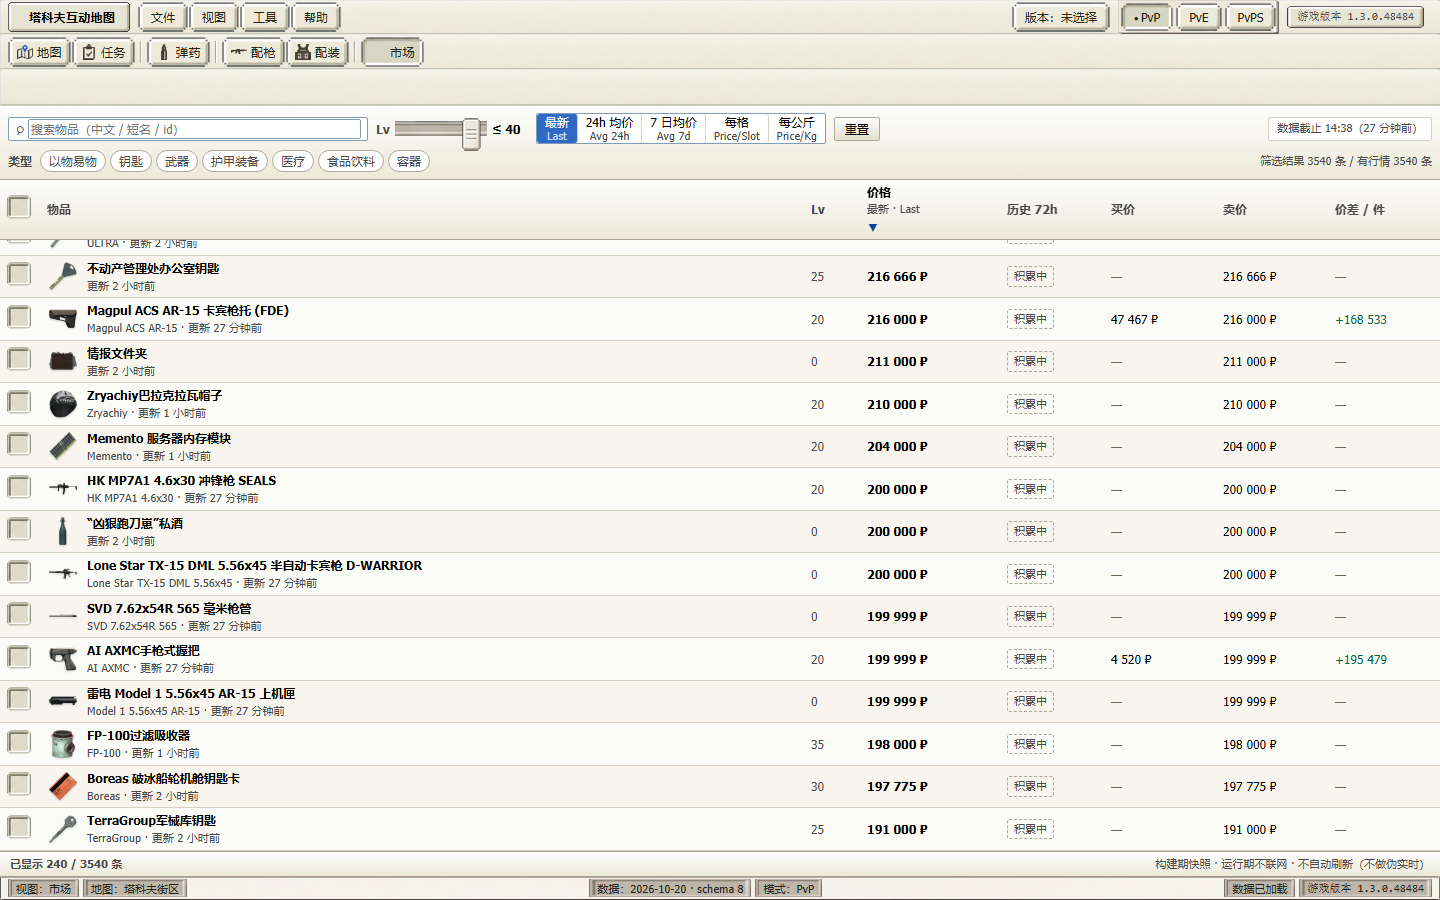 塔科夫互动地图 文件 视图 工具 帮助 版本: 未选择 •PvP PvE PvPS 游戏版本 1.3.0.48484
地图 任务 弹药 配枪 配装 市场
搜索物品（中文 / 短名 / id） Lv ≤ 40 最新 24h 均价 7 日均价 每格 每公斤 重置 数据截止 14:38（27 分钟前）
Last Avg 24h Avg 7d Price/Slot Price/Kg
类型 以物易物 钥匙 武器 护甲装备 医疗 食品饮料 容器 筛选结果 3540 条 / 有行情 3540 条
物品 Lv 价格 历史 72h 买价 卖价 价差 / 件
最新 · Last
▼
ULTRA · 更新 2 小时前
不动产管理处办公室钥匙 25 216 666 ₽ 积累中 — 216 666 ₽ —
更新 2 小时前
Magpul ACS AR-15 卡宾枪托 (FDE) 20 216 000 ₽ 积累中 47 467 ₽ 216 000 ₽ +168 533
Magpul ACS AR-15 · 更新 27 分钟前
情报文件夹 0 211 000 ₽ 积累中 — 211 000 ₽ —
更新 2 小时前
Zryachiy巴拉克拉瓦帽子 20 210 000 ₽ 积累中 — 210 000 ₽ —
Zryachiy · 更新 1 小时前
Memento 服务器内存模块 20 204 000 ₽ 积累中 — 204 000 ₽ —
Memento · 更新 1 小时前
HK MP7A1 4.6x30 冲锋枪 SEALS 20 200 000 ₽ 积累中 — 200 000 ₽ —
HK MP7A1 4.6x30 · 更新 27 分钟前
“凶狠跑刀崽”私酒 0 200 000 ₽ 积累中 — 200 000 ₽ —
更新 2 小时前
Lone Star TX-15 DML 5.56x45 半自动卡宾枪 D-WARRIOR 0 200 000 ₽ 积累中 — 200 000 ₽ —
Lone Star TX-15 DML 5.56x45 · 更新 27 分钟前
SVD 7.62x54R 565 毫米枪管 0 199 999 ₽ 积累中 — 199 999 ₽ —
SVD 7.62x54R 565 · 更新 27 分钟前
AI AXMC手枪式握把 20 199 999 ₽ 积累中 4 520 ₽ 199 999 ₽ +195 479
AI AXMC · 更新 27 分钟前
雷电 Model 1 5.56x45 AR-15 上机匣 0 199 999 ₽ 积累中 — 199 999 ₽ —
Model 1 5.56x45 AR-15 · 更新 27 分钟前
FP-100过滤吸收器 35 198 000 ₽ 积累中 — 198 000 ₽ —
FP-100 · 更新 1 小时前
Boreas 破冰船轮机舱钥匙卡 30 197 775 ₽ 积累中 — 197 775 ₽ —
Boreas · 更新 2 小时前
TerraGroup军械库钥匙 25 191 000 ₽ 积累中 — 191 000 ₽ —
TerraGroup · 更新 2 小时前
已显示 240 / 3540 条 构建期快照 · 运行期不联网 · 不自动刷新（不做伪实时）
视图: 市场 地图: 塔科夫街区 数据: 2026-10-20 · schema 8 模式: PvP 数据已加载 游戏版本 1.3.0.48484